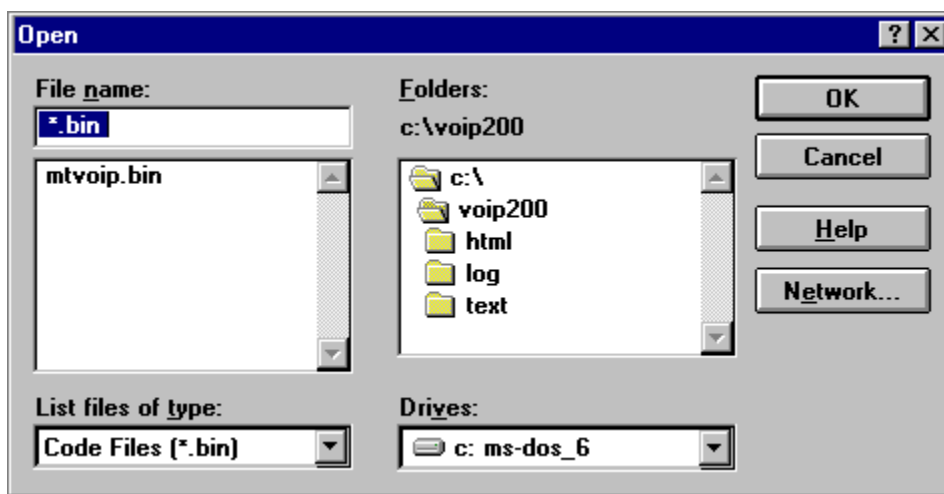 Open
File name:
*.bin
mtvoip.bin
List files of type:
Code Files (*.bin)
Folders:
c:\voip200
c:\
voip200
html
log
text
Drives:
c: ms-dos_6
OK
Cancel
Help
Network...